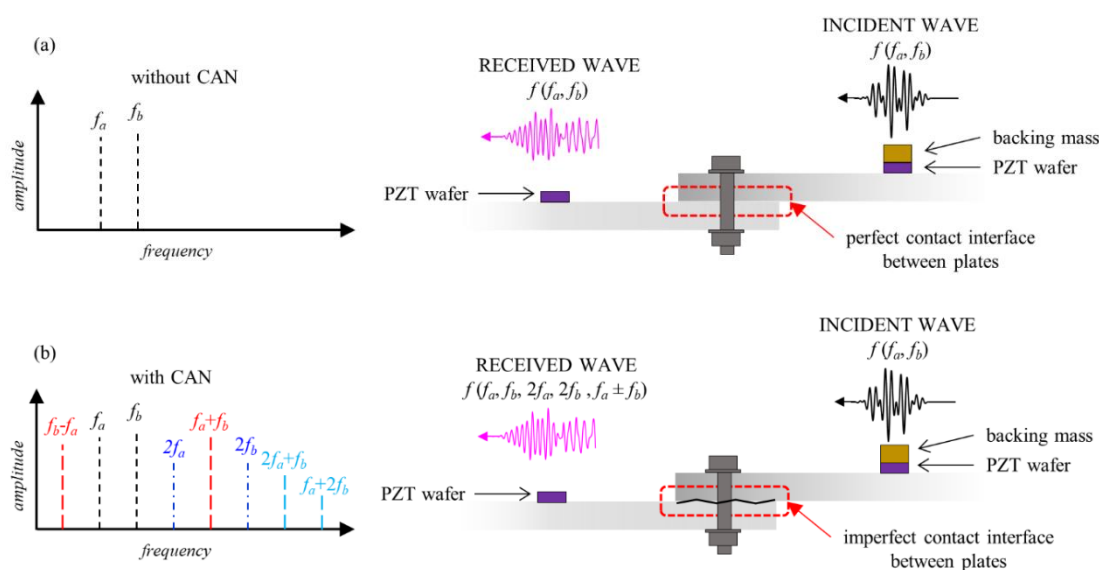 (a)
without CAN
f_a
f_b
amplitude
frequency
RECEIVED WAVE
f (f_a, f_b)
INCIDENT WAVE
f (f_a, f_b)
backing mass
PZT wafer
PZT wafer
perfect contact interface
between plates
(b)
with CAN
f_b-f_a
f_a
f_b
2f_a
f_a+f_b
2f_b
2f_a+f_b
f_a+2f_b
amplitude
frequency
RECEIVED WAVE
f (f_a, f_b, 2f_a, 2f_b , f_a ± f_b)
INCIDENT WAVE
f (f_a, f_b)
backing mass
PZT wafer
PZT wafer
imperfect contact interface
between plates